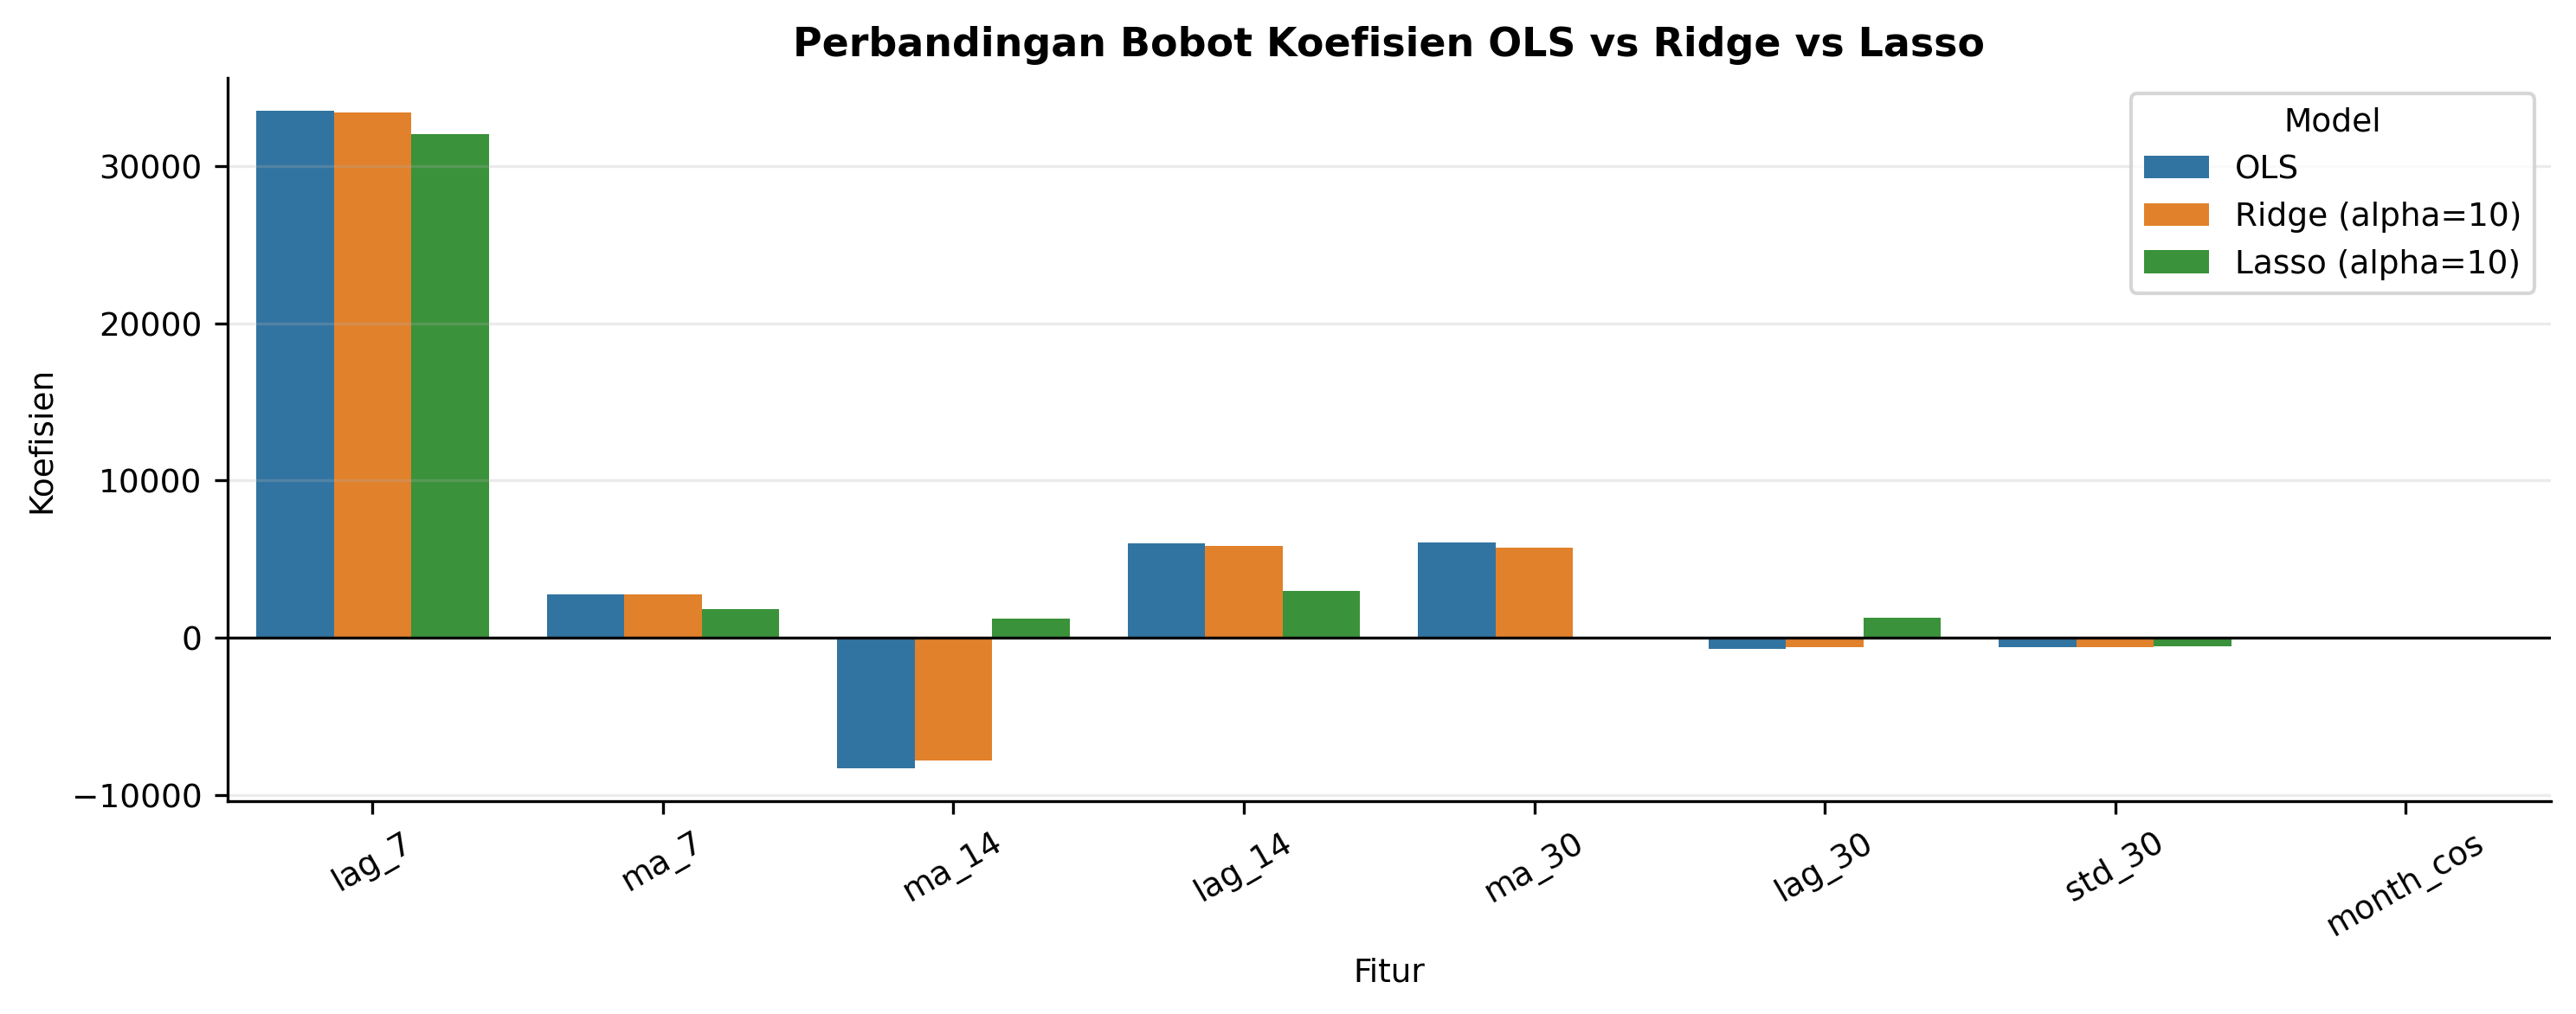 Perbandingan Bobot Koefisien OLS vs Ridge vs Lasso
Model
OLS
Ridge (alpha=10)
Lasso (alpha=10)
Koefisien
30000
20000
10000
0
−10000
lag_7
ma_7
ma_14
lag_14
ma_30
lag_30
std_30
month_cos
Fitur